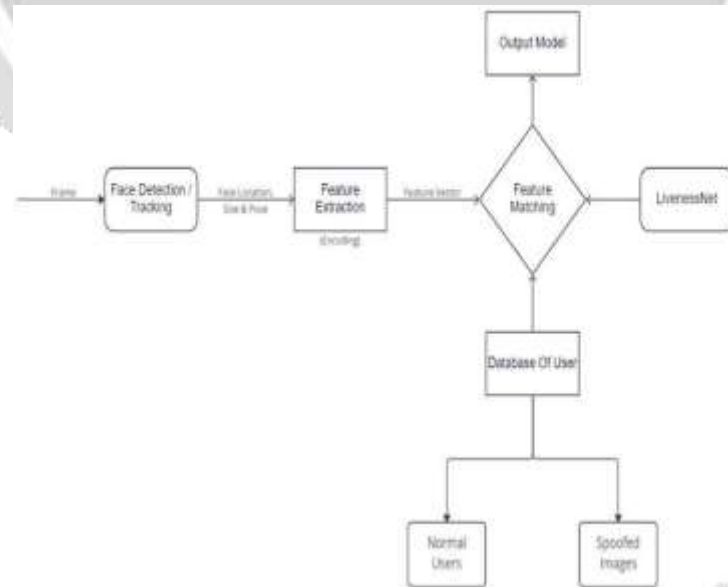 Output Model
Frame
Face Detection /
Tracking
Face Location,
Size & Pose
Feature
Extraction
(Encoding)
Feature Vector
Feature
Matching
LivenessNet
Database Of User
Normal
Users
Spoofed
Images